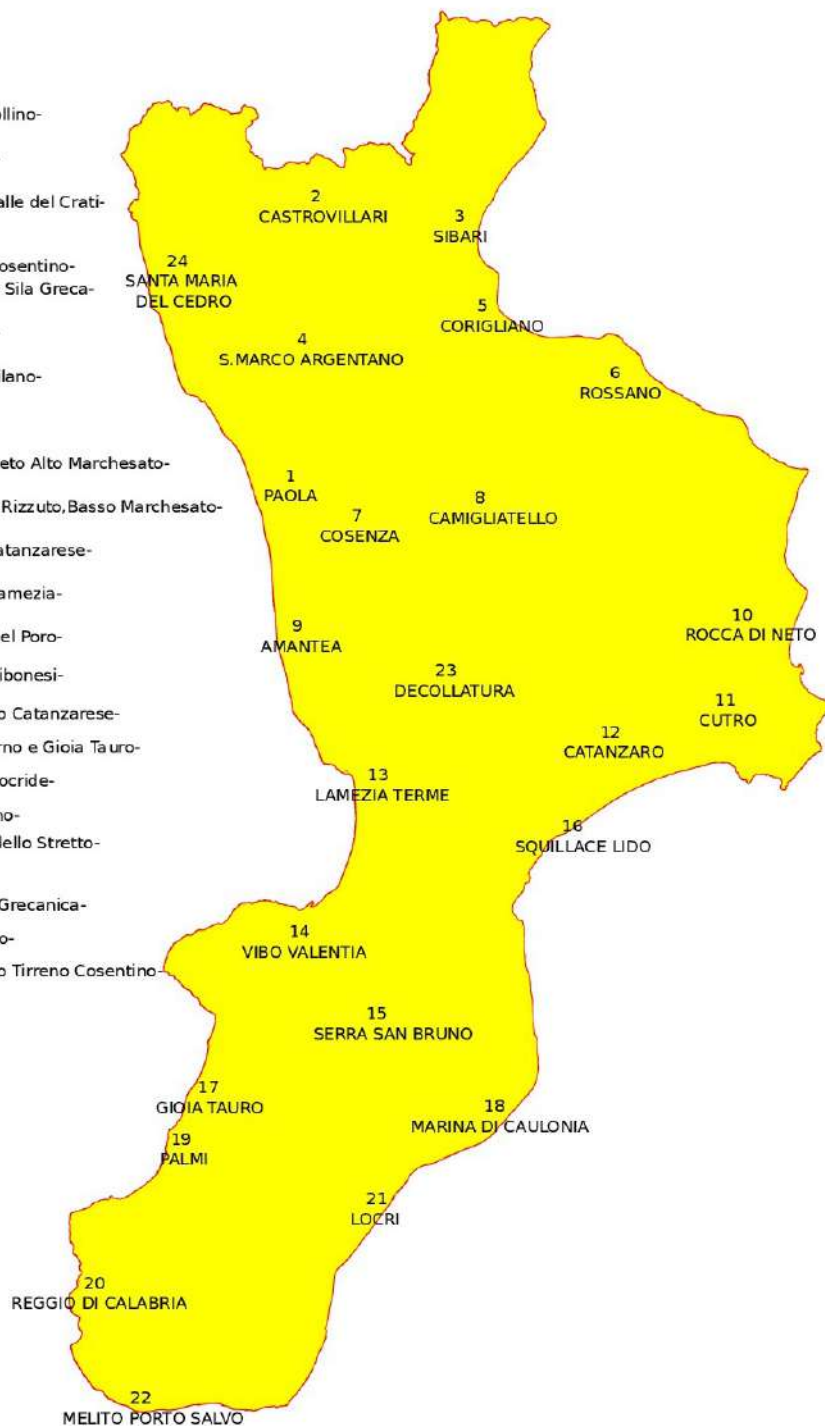 llino-
alle del Crati-
osentino-
Sila Greca-
ilano-
eto Alto Marchesato-
Rizzuto,Basso Marchesato-
atanzarese-
amezia-
el Poro-
ibonesi-
o Catanzarese-
rno e Gioia Tauro-
ocride-
no-
ello Stretto-
Grecanica-
o-
o Tirreno Cosentino-
2
CASTROVILLARI
3
SIBARI
24
SANTA MARIA
DEL CEDRO
5
CORIGLIANO
4
S.MARCO ARGENTANO
6
ROSSANO
1
PAOLA
7
COSENZA
8
CAMIGLIATELLO
9
AMANTEA
10
ROCCA DI NETO
23
DECOLLATURA
11
CUTRO
12
CATANZARO
13
LAMEZIA TERME
16
SQUILLACE LIDO
14
VIBO VALENTIA
15
SERRA SAN BRUNO
17
GIOIA TAURO
18
MARINA DI CAULONIA
19
PALMI
21
LOCRI
20
REGGIO DI CALABRIA
22
MELITO PORTO SALVO